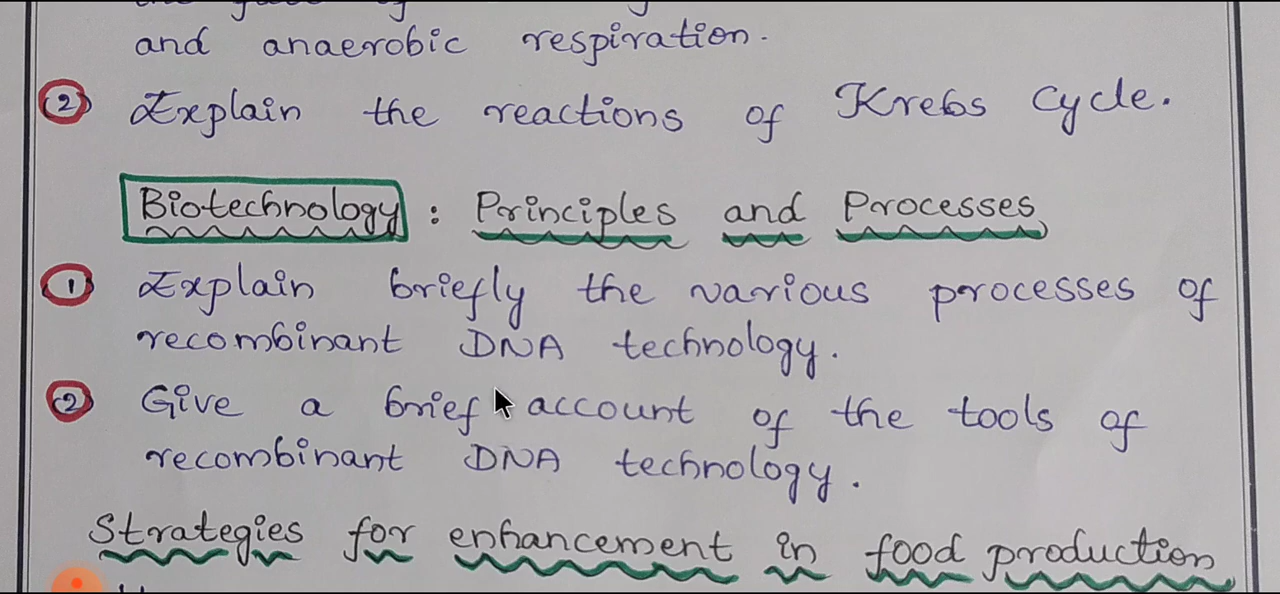 and anaerobic respiration.
② Explain the reactions of Krebs Cycle.
Biotechnology : Principles and Processes
① Explain briefly the various processes of
recombinant DNA technology.
② Give a brief account of the tools of
recombinant DNA technology.
Strategies for enhancement in food production